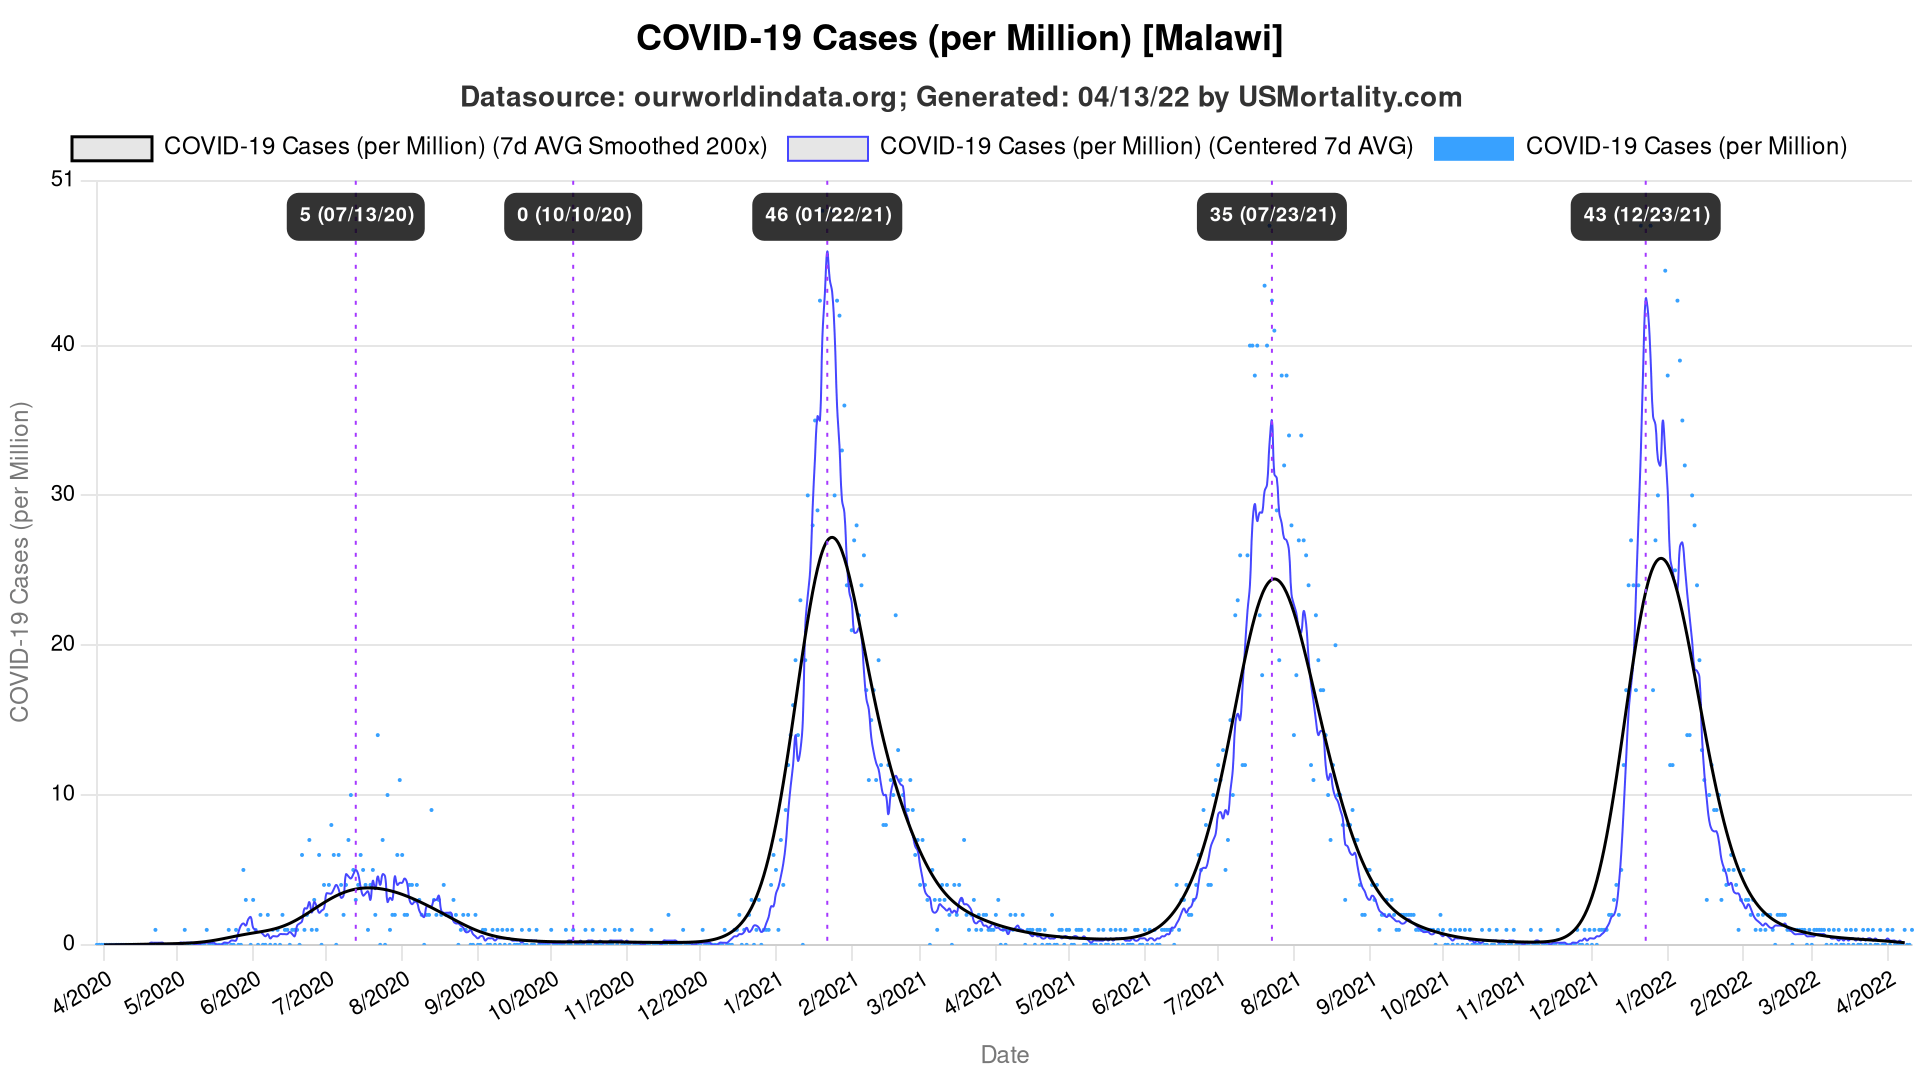 COVID-19 Cases (per Million) [Malawi]
Datasource: ourworldindata.org; Generated: 04/13/22 by USMortality.com
COVID-19 Cases (per Million) (7d AVG Smoothed 200x) COVID-19 Cases (per Million) (Centered 7d AVG) COVID-19 Cases (per Million)
51
5 (07/13/20) 0 (10/10/20) 46 (01/22/21) 35 (07/23/21) 43 (12/23/21)
40
30
20
10
0
COVID-19 Cases (per Million)
4/2020 5/2020 6/2020 7/2020 8/2020 9/2020 10/2020 11/2020 12/2020 1/2021 2/2021 3/2021 4/2021 5/2021 6/2021 7/2021 8/2021 9/2021 10/2021 11/2021 12/2021 1/2022 2/2022 3/2022 4/2022
Date